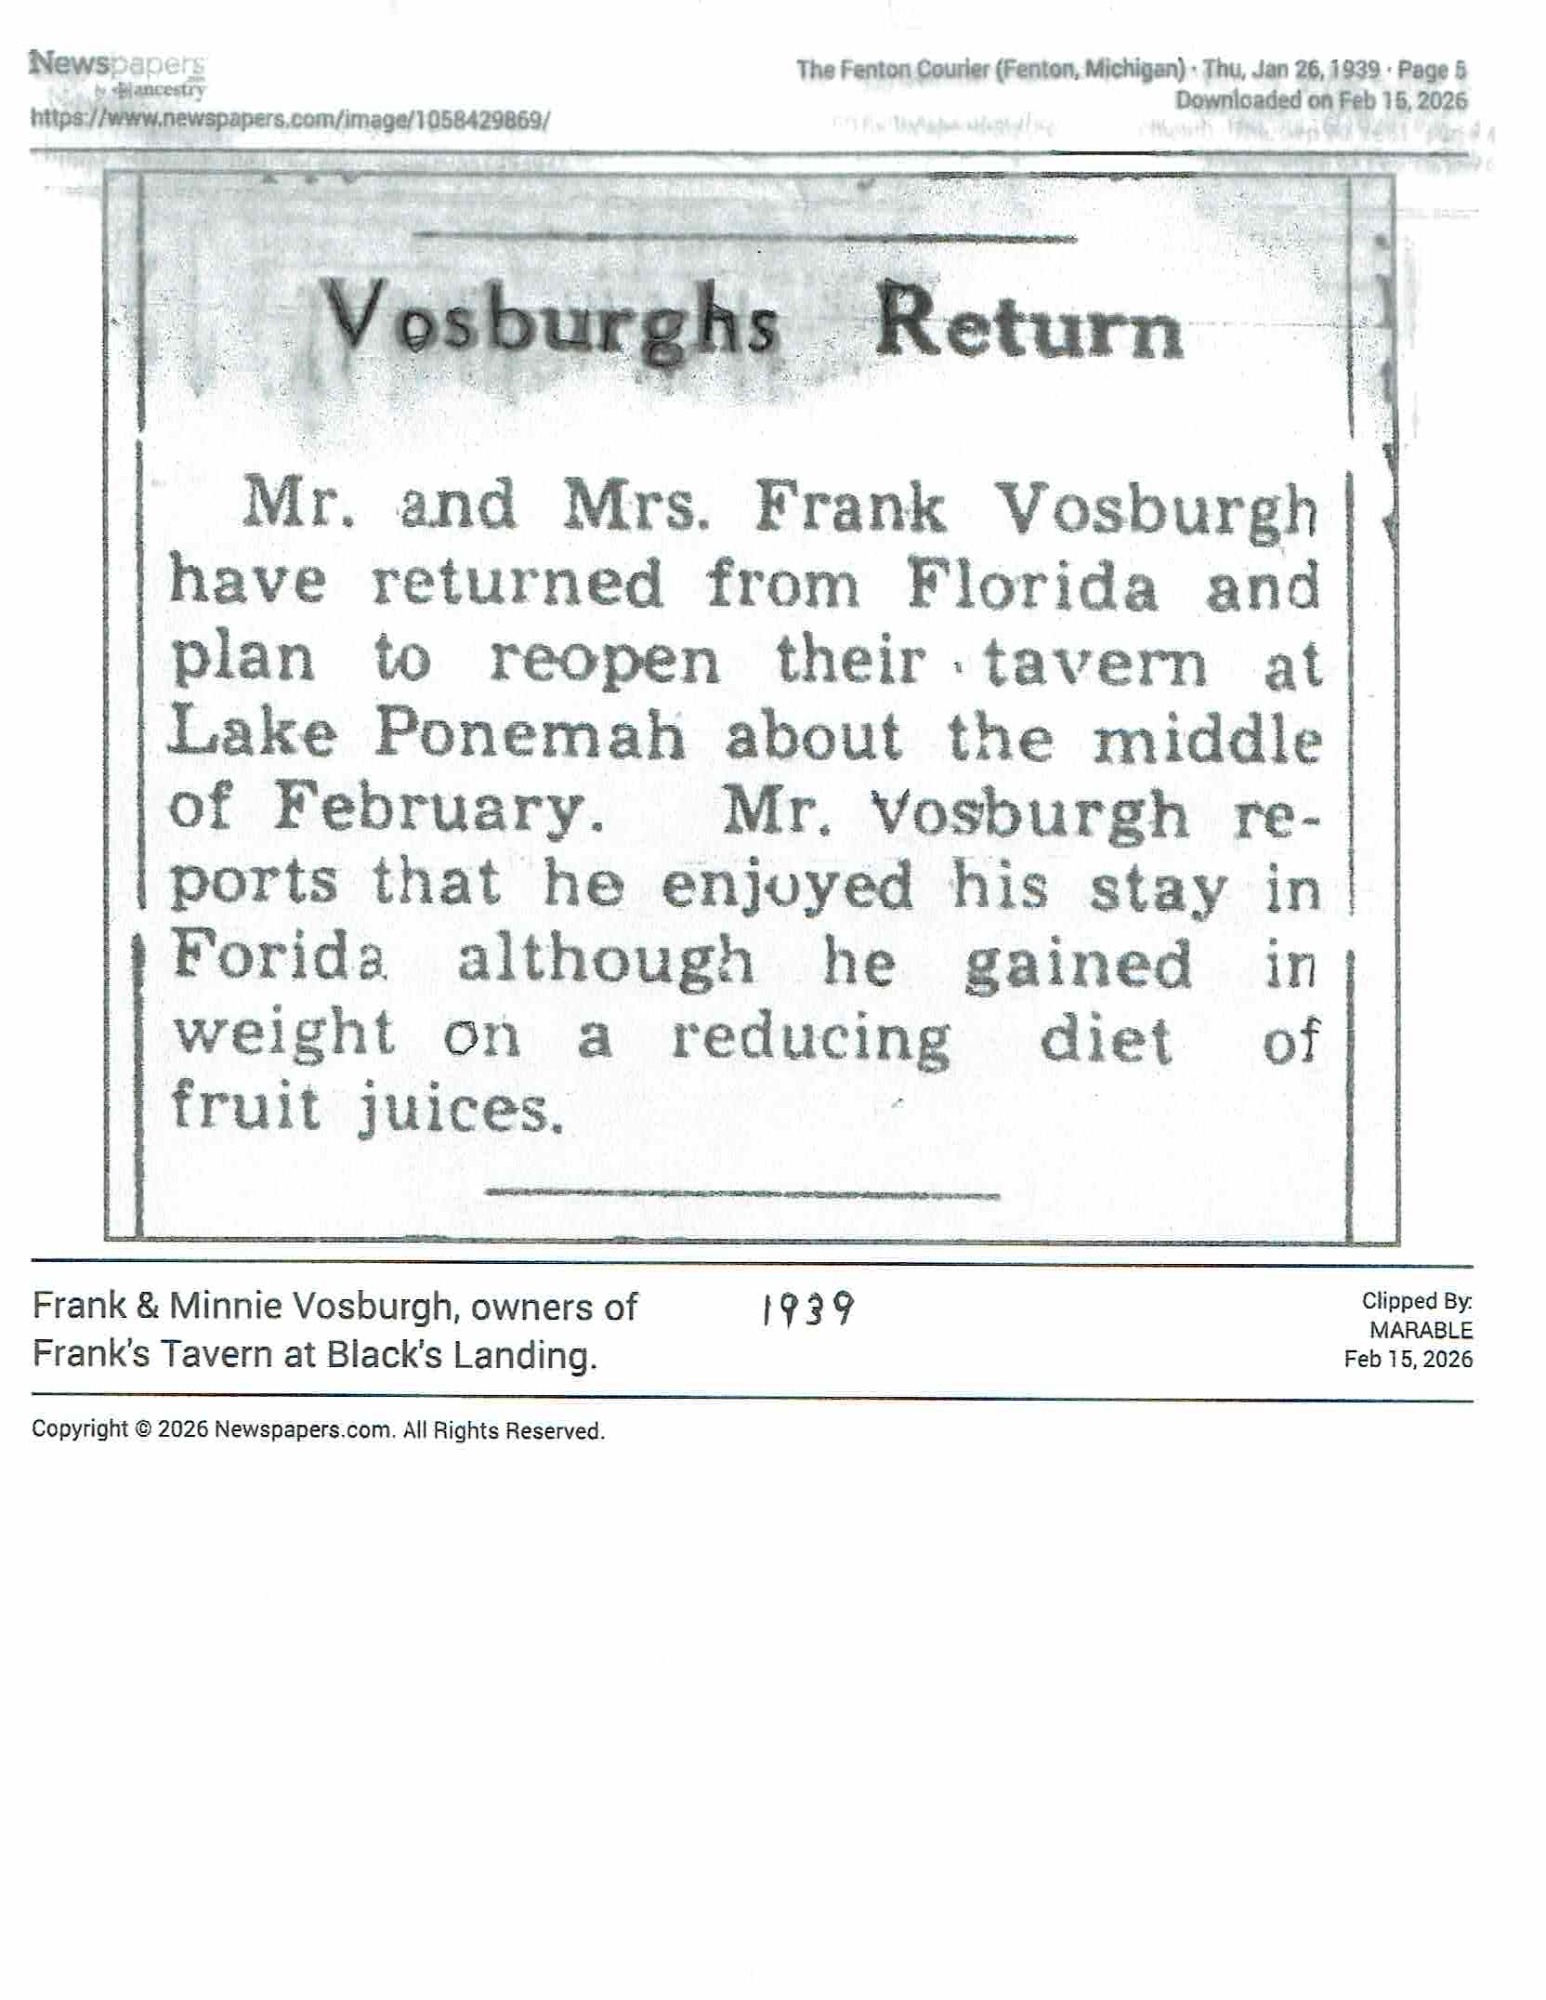 Newspapers
by ancestry
https://www.newspapers.com/image/1058429869/
The Fenton Courier (Fenton, Michigan) · Thu, Jan 26, 1939 · Page 5
Downloaded on Feb 15, 2026
Vosburghs Return
Mr. and Mrs. Frank Vosburgh
have returned from Florida and
plan to reopen their tavern at
Lake Ponemah about the middle
of February. Mr. Vosburgh re-
ports that he enjoyed his stay in
Forida although he gained in
weight on a reducing diet of
fruit juices.
Frank & Minnie Vosburgh, owners of
Frank's Tavern at Black's Landing.
1939
Clipped By:
MARABLE
Feb 15, 2026
Copyright © 2026 Newspapers.com. All Rights Reserved.